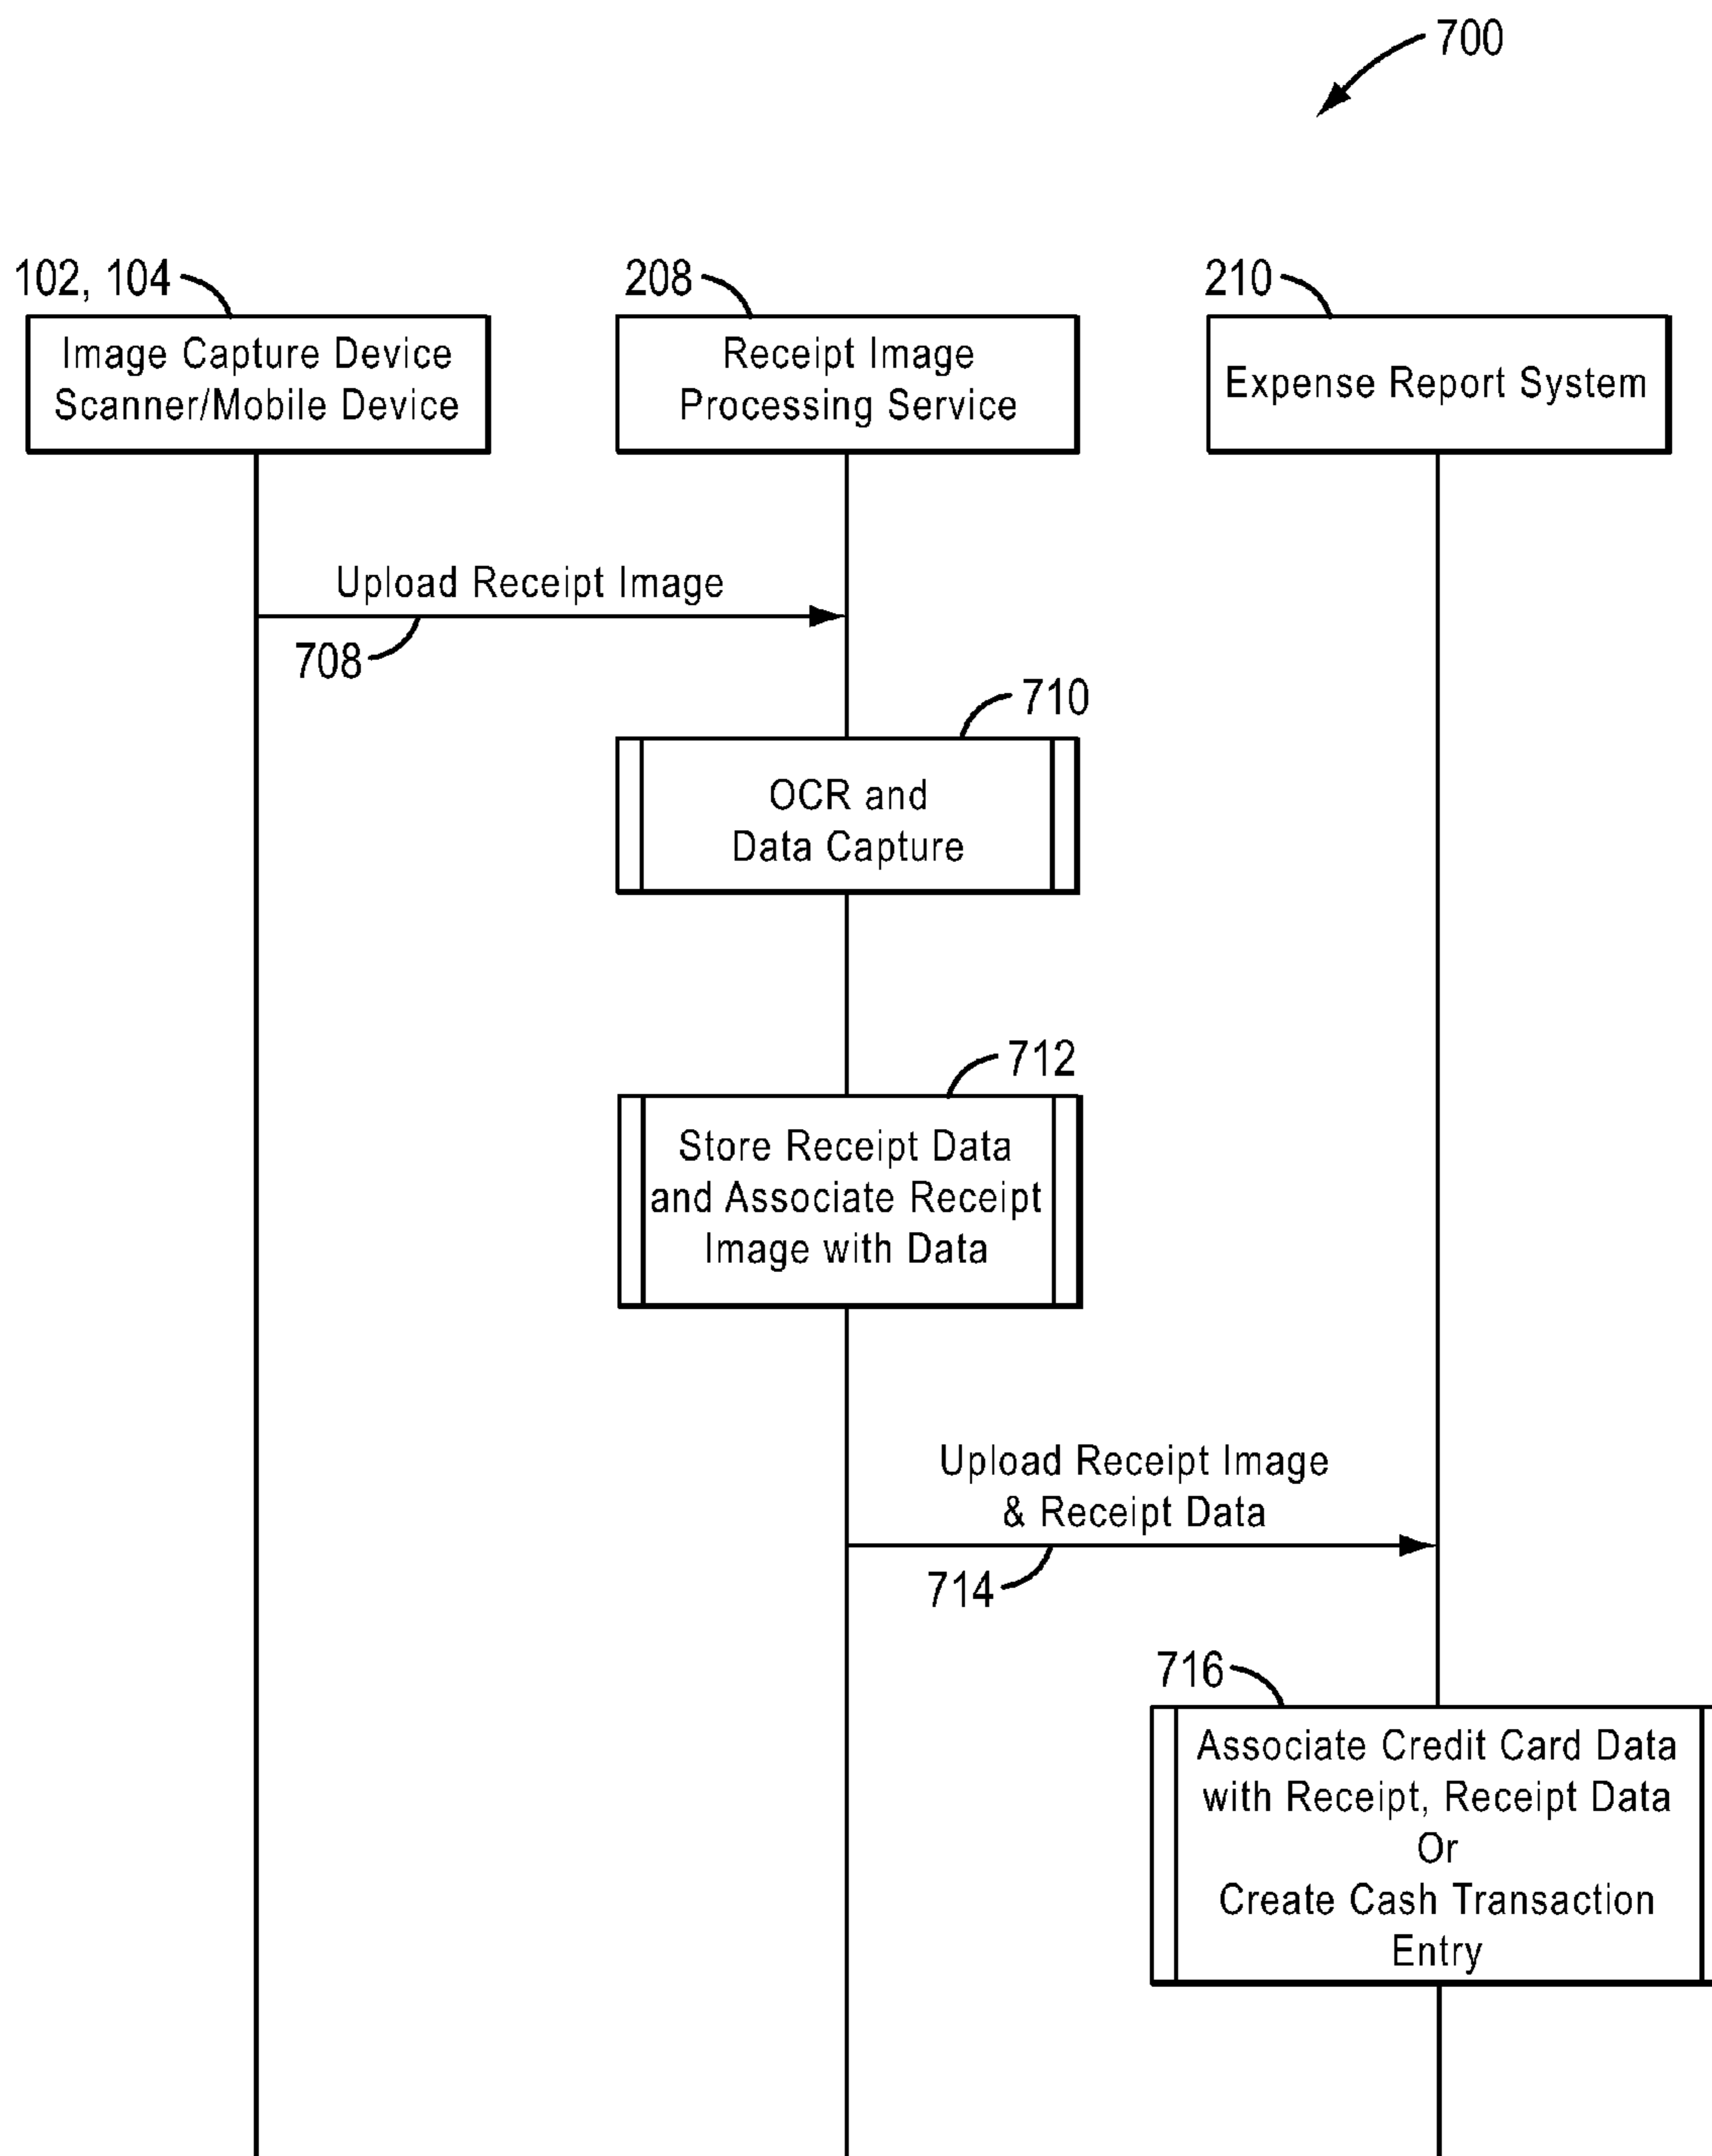 700
102, 104
208
210
Image Capture Device
Scanner/Mobile Device
Receipt Image
Processing Service
Expense Report System
Upload Receipt Image
708
710
OCR and
Data Capture
712
Store Receipt Data
and Associate Receipt
Image with Data
Upload Receipt Image
& Receipt Data
714
716
Associate Credit Card Data
with Receipt, Receipt Data
Or
Create Cash Transaction
Entry